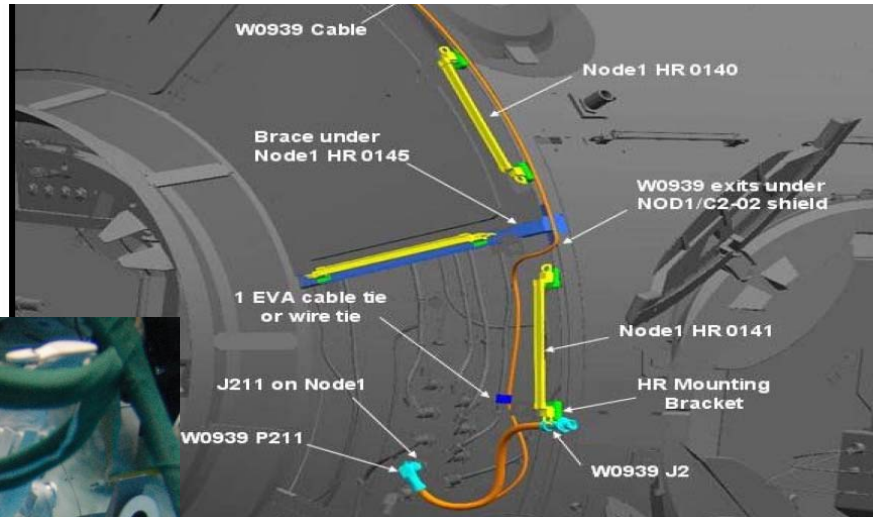 W0939 Cable
Node1 HR 0140
Brace under
Node1 HR 0145
W0939 exits under
NOD1/C2-02 shield
1 EVA cable tie
or wire tie
Node1 HR 0141
J211 on Node1
HR Mounting
Bracket
W0939 P211
W0939 J2